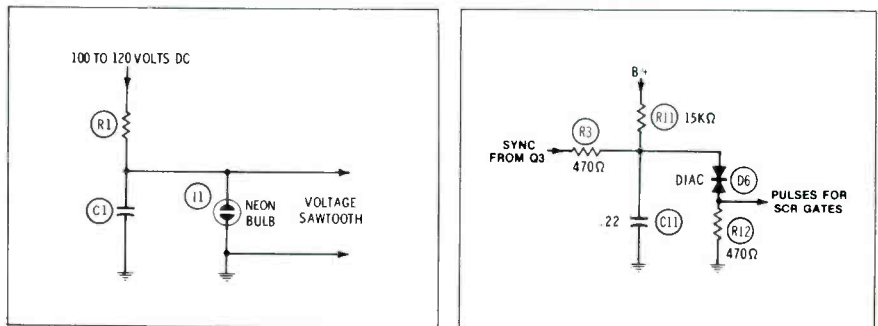 100 TO 120 VOLTS DC
R1
C1
I1
NEON
BULB
VOLTAGE
SAWTOOTH
B+
R11 15KΩ
SYNC
FROM Q3
R3
470Ω
DIAC
D6
PULSES FOR
SCR GATES
.22
C11
R12
470Ω